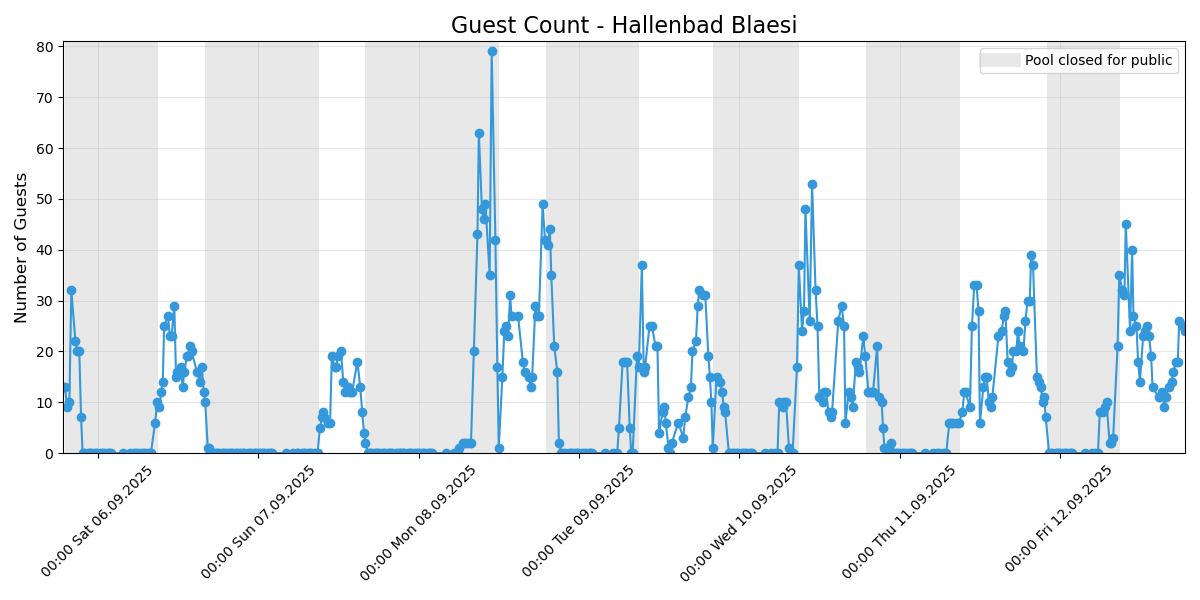 Guest Count - Hallenbad Blaesi
Pool closed for public
Number of Guests
80
70
60
50
40
30
20
10
0
00:00 Sat 06.09.2025
00:00 Sun 07.09.2025
00:00 Mon 08.09.2025
00:00 Tue 09.09.2025
00:00 Wed 10.09.2025
00:00 Thu 11.09.2025
00:00 Fri 12.09.2025